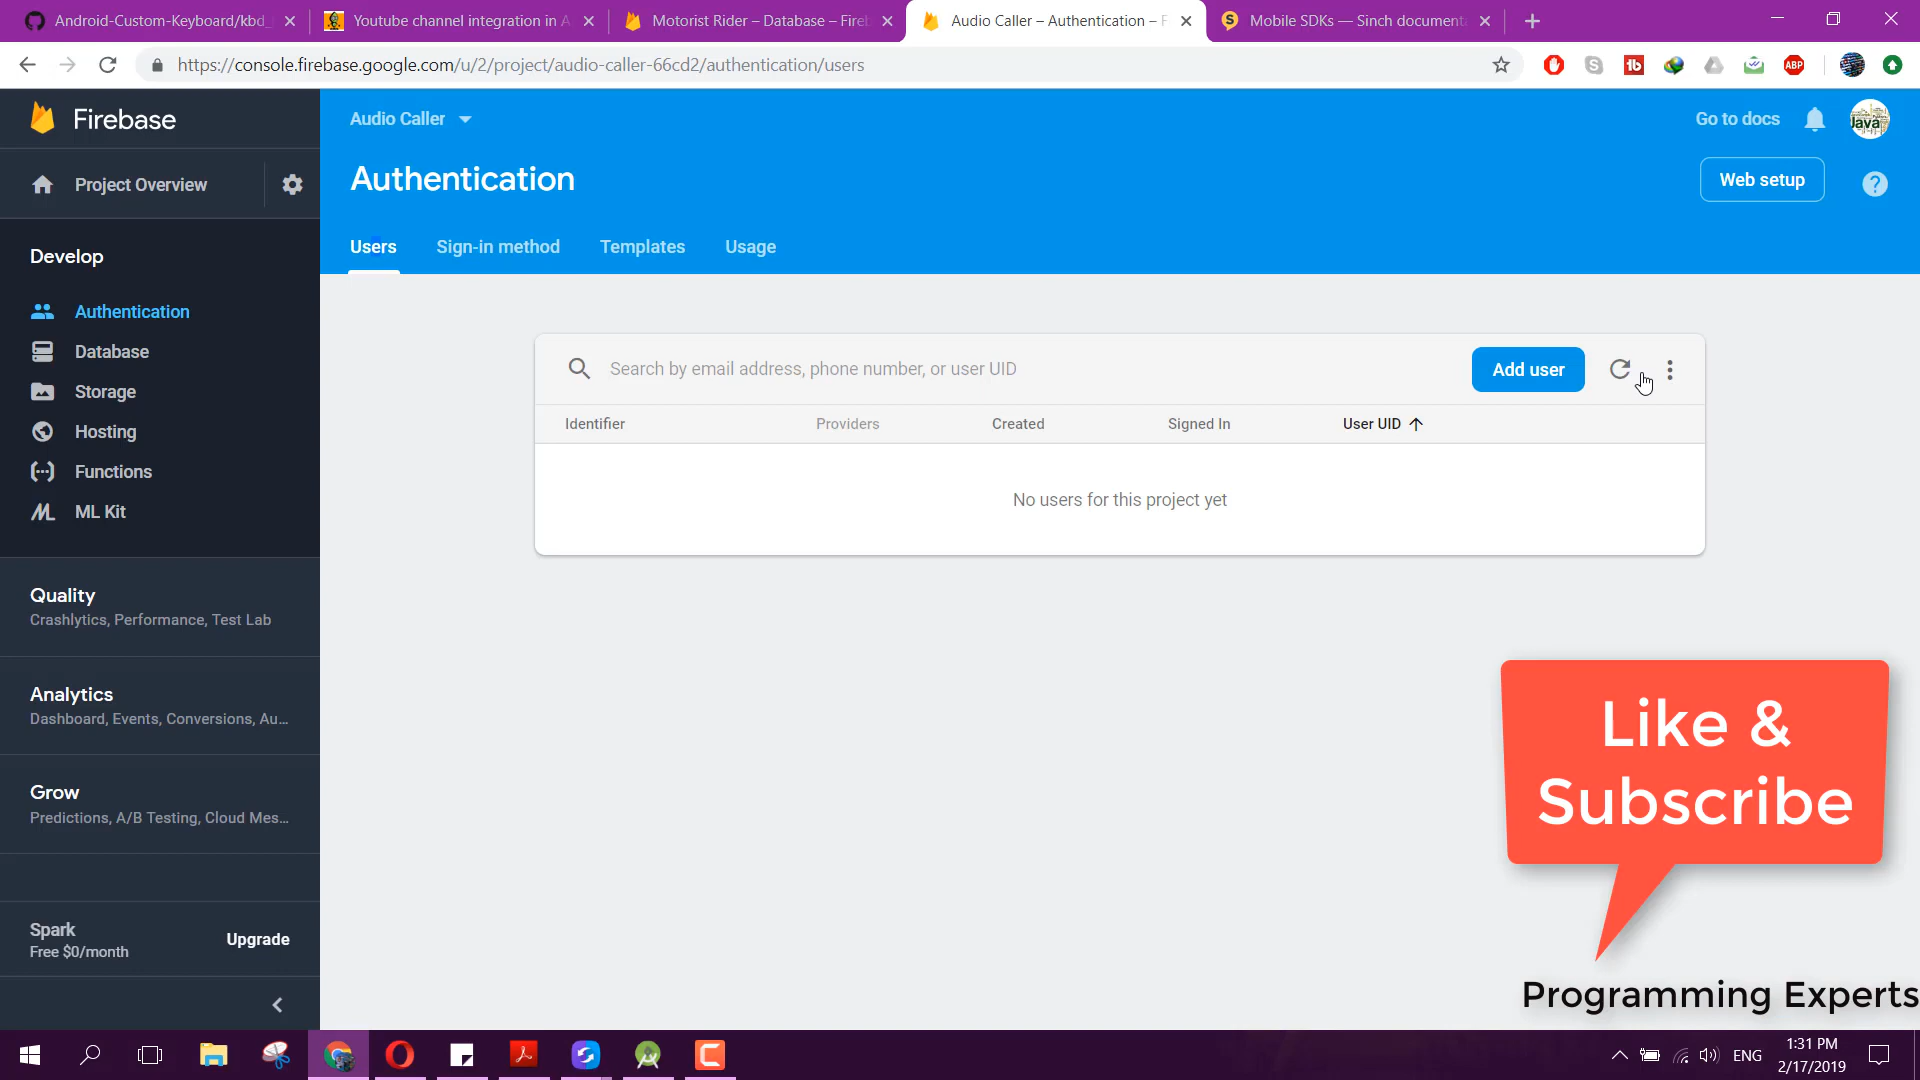 Android-Custom-Keyboard/kbd_
Youtube channel integration in A
Motorist Rider – Database – Fireb
Audio Caller – Authentication – F
Mobile SDKs — Sinch document
https://console.firebase.google.com/u/2/project/audio-caller-66cd2/authentication/users
ABP
Firebase
Audio Caller
Go to docs
Java
Project Overview
Authentication
Web setup
Users
Sign-in method
Templates
Usage
Develop
Authentication
Database
Storage
Hosting
Functions
ML Kit
Search by email address, phone number, or user UID
Add user
Identifier
Providers
Created
Signed In
User UID
No users for this project yet
Quality
Crashlytics, Performance, Test Lab
Analytics
Dashboard, Events, Conversions, Au...
Grow
Predictions, A/B Testing, Cloud Mes...
Spark
Free $0/month
Upgrade
Like &
Subscribe
Programming Experts
ENG
1:31 PM
2/17/2019